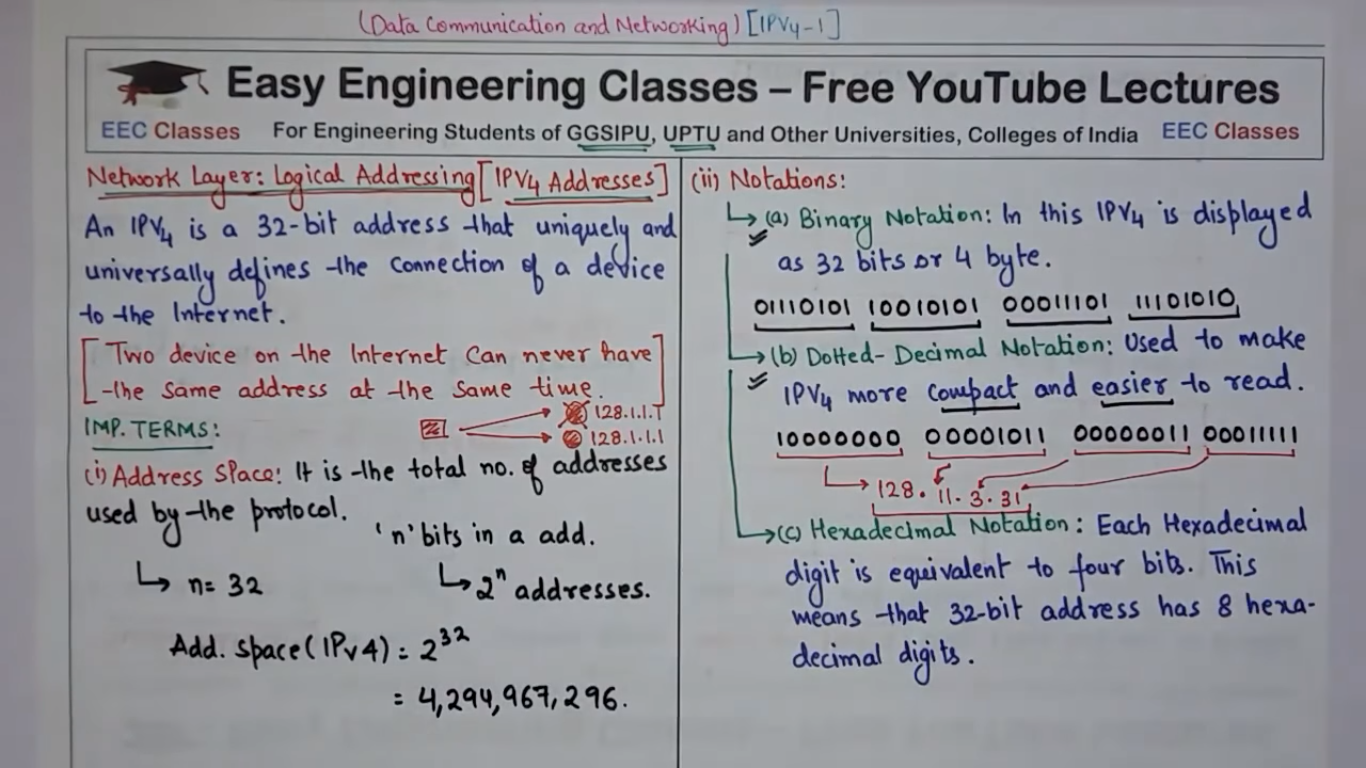 (Data Communication and Networking) [IPV4-1]
Easy Engineering Classes – Free YouTube Lectures
EEC Classes For Engineering Students of GGSIPU, UPTU and Other Universities, Colleges of India EEC Classes
Network Layer: Logical Addressing [IPV4 Addresses]
An IPV4 is a 32-bit address that uniquely and
universally defines the connection of a device
to the Internet.
[Two device on the Internet can never have
the same address at the same time.]
IMP. TERMS:
128.1.1.1
128.1.1.1
(i) Address Space: It is the total no. of addresses
used by the protocol.
'n' bits in a add.
↳ n= 32
↳ 2ⁿ addresses.
Add. space (IPv4) = 2³²
= 4,294,967,296.
(ii) Notations:
↳ (a) Binary Notation: In this IPV4 is displayed
as 32 bits or 4 byte.
01110101 10010101 00011101 11101010
↳ (b) Dotted-Decimal Notation: Used to make
IPV4 more compact and easier to read.
10000000 00001011 00000011 00011111
↳ 128. 11. 3. 31
↳ (c) Hexadecimal Notation: Each Hexadecimal
digit is equivalent to four bits. This
means that 32-bit address has 8 hexa-
decimal digits.